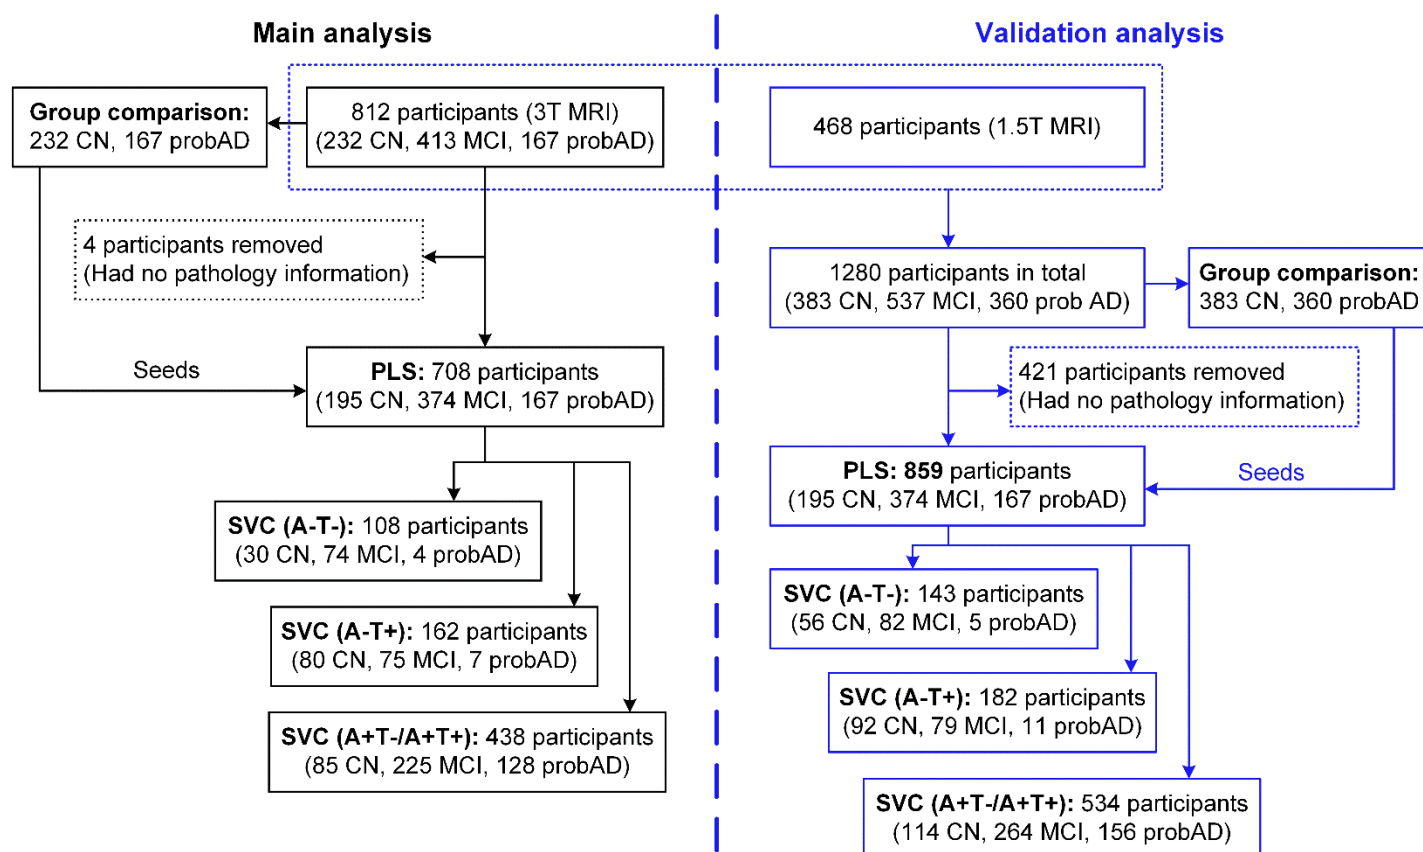 Main analysis
Group comparison:
232 CN, 167 probAD
812 participants (3T MRI)
(232 CN, 413 MCI, 167 probAD)
4 participants removed
(Had no pathology information)
Seeds
PLS: 708 participants
(195 CN, 374 MCI, 167 probAD)
SVC (A-T-): 108 participants
(30 CN, 74 MCI, 4 probAD)
SVC (A-T+): 162 participants
(80 CN, 75 MCI, 7 probAD)
SVC (A+T-/A+T+): 438 participants
(85 CN, 225 MCI, 128 probAD)
Validation analysis
468 participants (1.5T MRI)
1280 participants in total
(383 CN, 537 MCI, 360 prob AD)
Group comparison:
383 CN, 360 probAD
421 participants removed
(Had no pathology information)
PLS: 859 participants
(195 CN, 374 MCI, 167 probAD)
Seeds
SVC (A-T-): 143 participants
(56 CN, 82 MCI, 5 probAD)
SVC (A-T+): 182 participants
(92 CN, 79 MCI, 11 probAD)
SVC (A+T-/A+T+): 534 participants
(114 CN, 264 MCI, 156 probAD)